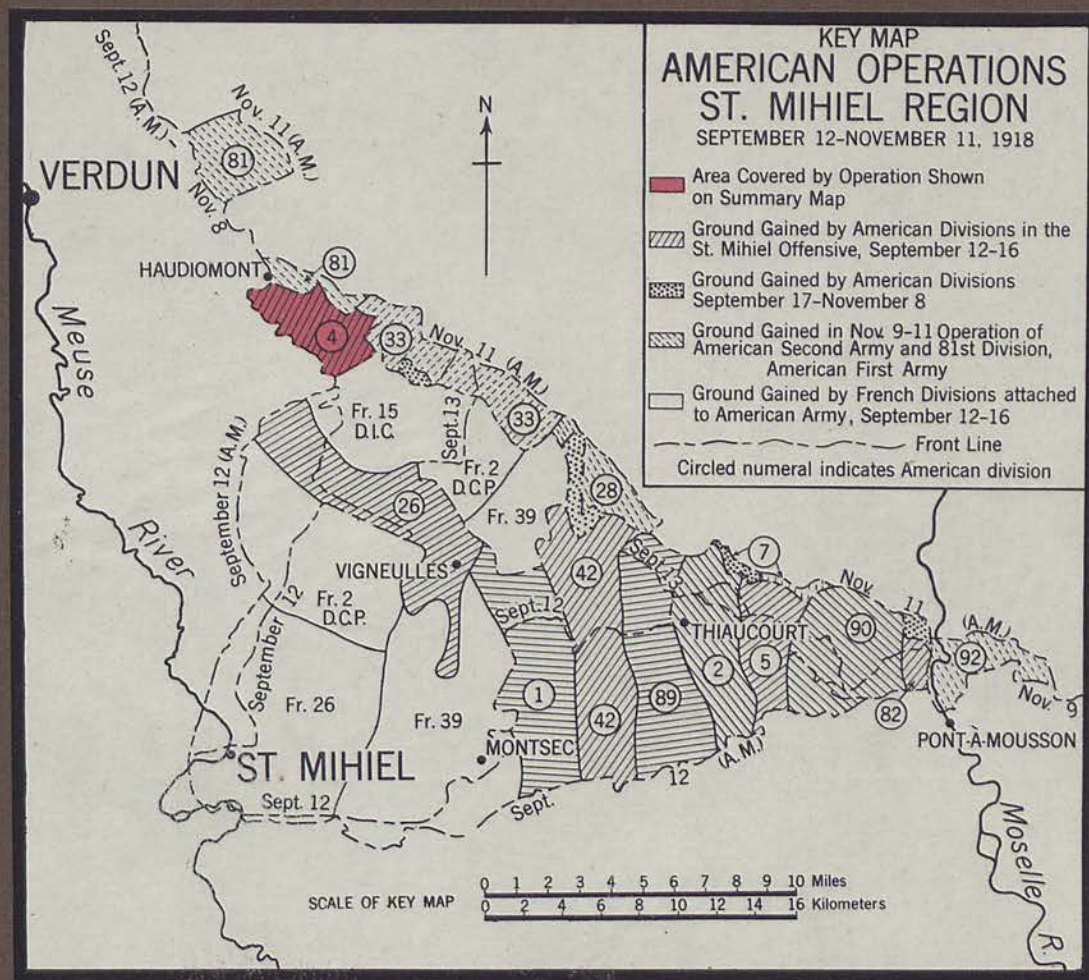 KEY MAP
AMERICAN OPERATIONS
ST. MIHIEL REGION
SEPTEMBER 12–NOVEMBER 11, 1918
Area Covered by Operation Shown
on Summary Map
Ground Gained by American Divisions in the
St. Mihiel Offensive, September 12–16
Ground Gained by American Divisions
September 17–November 8
Ground Gained in Nov. 9–11 Operation of
American Second Army and 81st Division,
American First Army
Ground Gained by French Divisions attached
to American Army, September 12–16
Front Line
Circled numeral indicates American division
Sept. 12 (A.M.)
Nov. 11 (A.M.)
81
N
VERDUN
Nov. 8
HAUDIOMONT
81
4
33
Nov. 11 (A.M.)
Meuse
River
Fr. 15
D.I.C.
Sept. 13
33
September 12 (A.M.)
Fr. 2
D.C.P.
26
Fr. 39
28
VIGNEULLES
42
Sept. 13
7
Nov. 11 (A.M.)
Fr. 2
D.C.P.
September 12
Sept. 12
THIAUCOURT
90
92
Nov. 9
1
2
5
Fr. 26
Fr. 39
42
89
82
PONT-À-MOUSSON
ST. MIHIEL
MONTSEC
Sept. 12 (A.M.)
Sept. 12
Moselle R.
SCALE OF KEY MAP
0 1 2 3 4 5 6 7 8 9 10 Miles
0 2 4 6 8 10 12 14 16 Kilometers